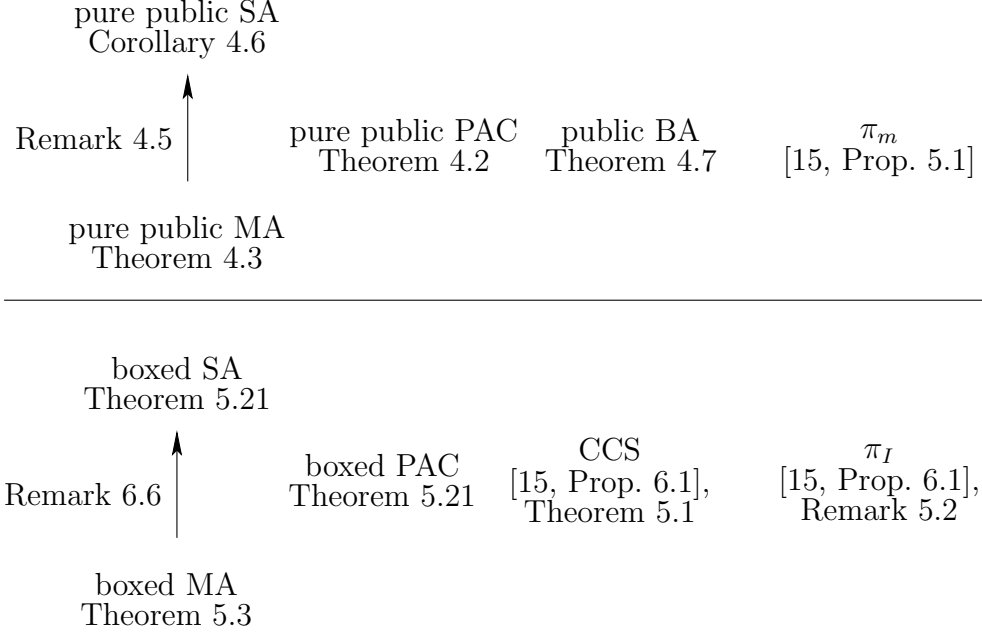 pure public SA
Corollary 4.6
Remark 4.5
pure public PAC
Theorem 4.2
public BA
Theorem 4.7
π_m
[15, Prop. 5.1]
pure public MA
Theorem 4.3
boxed SA
Theorem 5.21
Remark 6.6
boxed PAC
Theorem 5.21
CCS
[15, Prop. 6.1],
Theorem 5.1
π_I
[15, Prop. 6.1],
Remark 5.2
boxed MA
Theorem 5.3